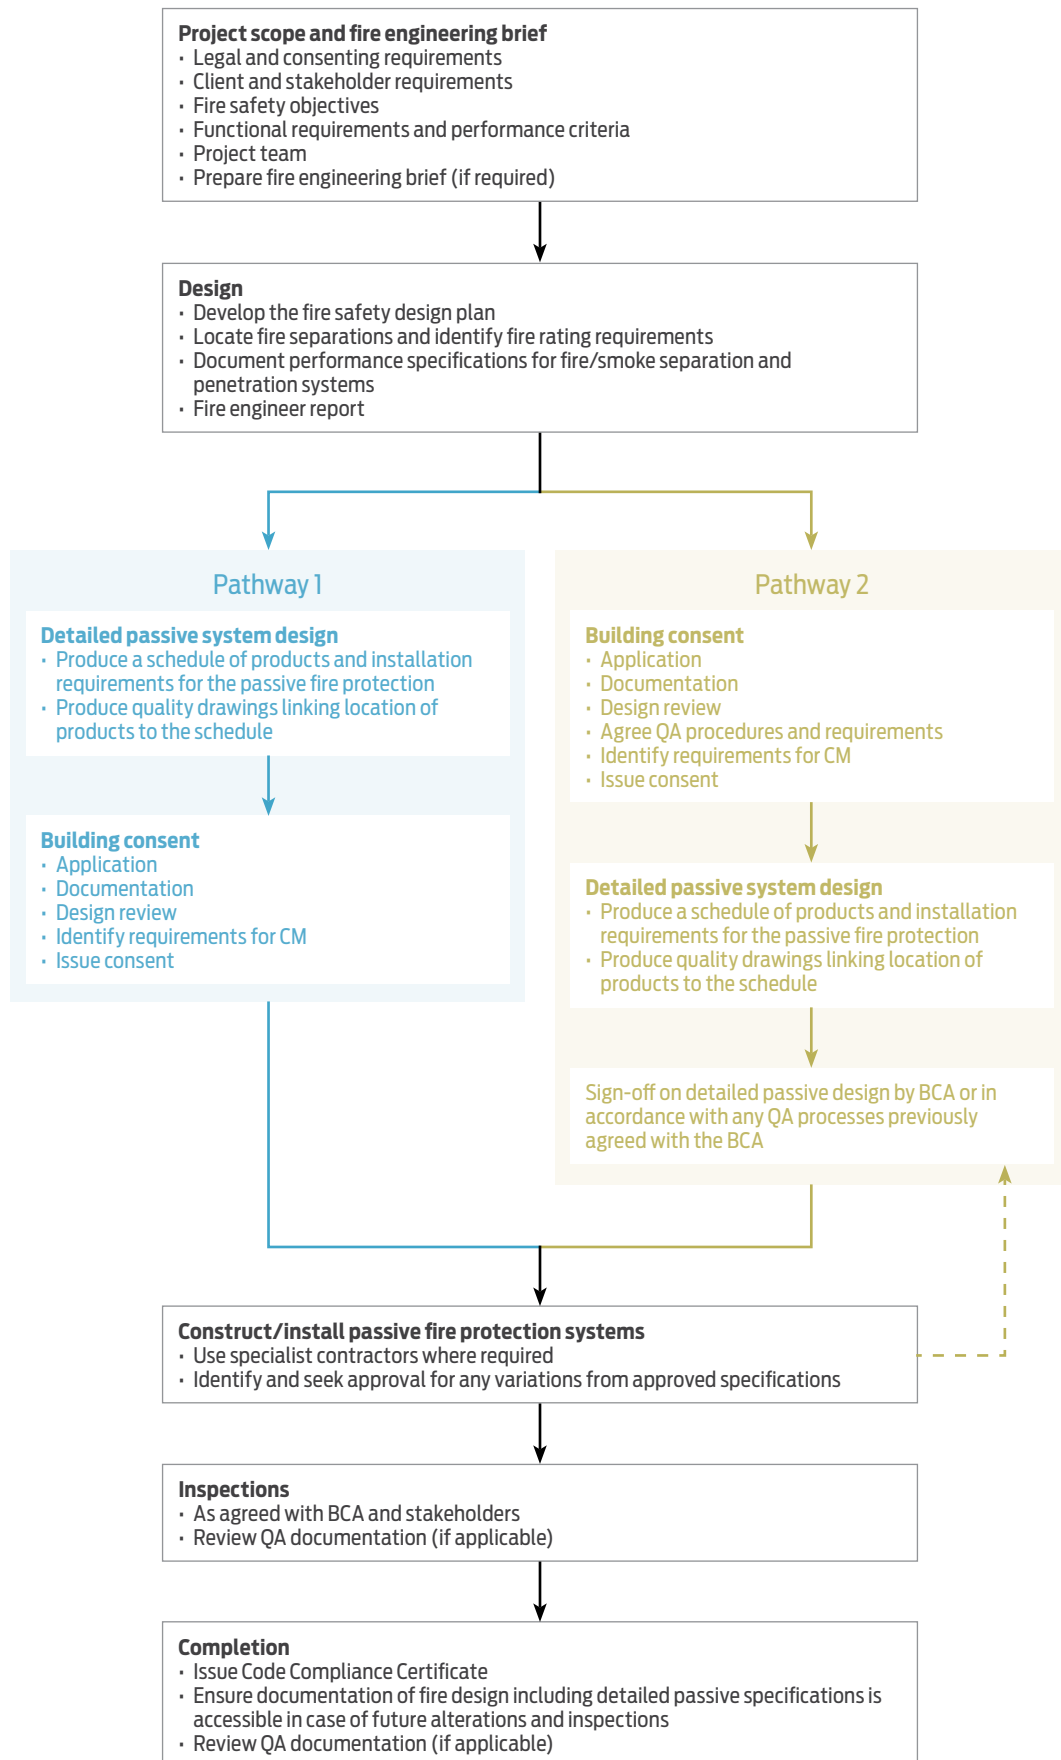 Project scope and fire engineering brief
· Legal and consenting requirements
· Client and stakeholder requirements
· Fire safety objectives
· Functional requirements and performance criteria
· Project team
· Prepare fire engineering brief (if required)
Design
· Develop the fire safety design plan
· Locate fire separations and identify fire rating requirements
· Document performance specifications for fire/smoke separation and
penetration systems
· Fire engineer report
Pathway 1
Detailed passive system design
· Produce a schedule of products and installation
requirements for the passive fire protection
· Produce quality drawings linking location of
products to the schedule
Building consent
· Application
· Documentation
· Design review
· Identify requirements for CM
· Issue consent
Pathway 2
Building consent
· Application
· Documentation
· Design review
· Agree QA procedures and requirements
· Identify requirements for CM
· Issue consent
Detailed passive system design
· Produce a schedule of products and installation
requirements for the passive fire protection
· Produce quality drawings linking location of
products to the schedule
Sign-off on detailed passive design by BCA or in
accordance with any QA processes previously
agreed with the BCA
Construct/install passive fire protection systems
· Use specialist contractors where required
· Identify and seek approval for any variations from approved specifications
Inspections
· As agreed with BCA and stakeholders
· Review QA documentation (if applicable)
Completion
· Issue Code Compliance Certificate
· Ensure documentation of fire design including detailed passive specifications is
accessible in case of future alterations and inspections
· Review QA documentation (if applicable)